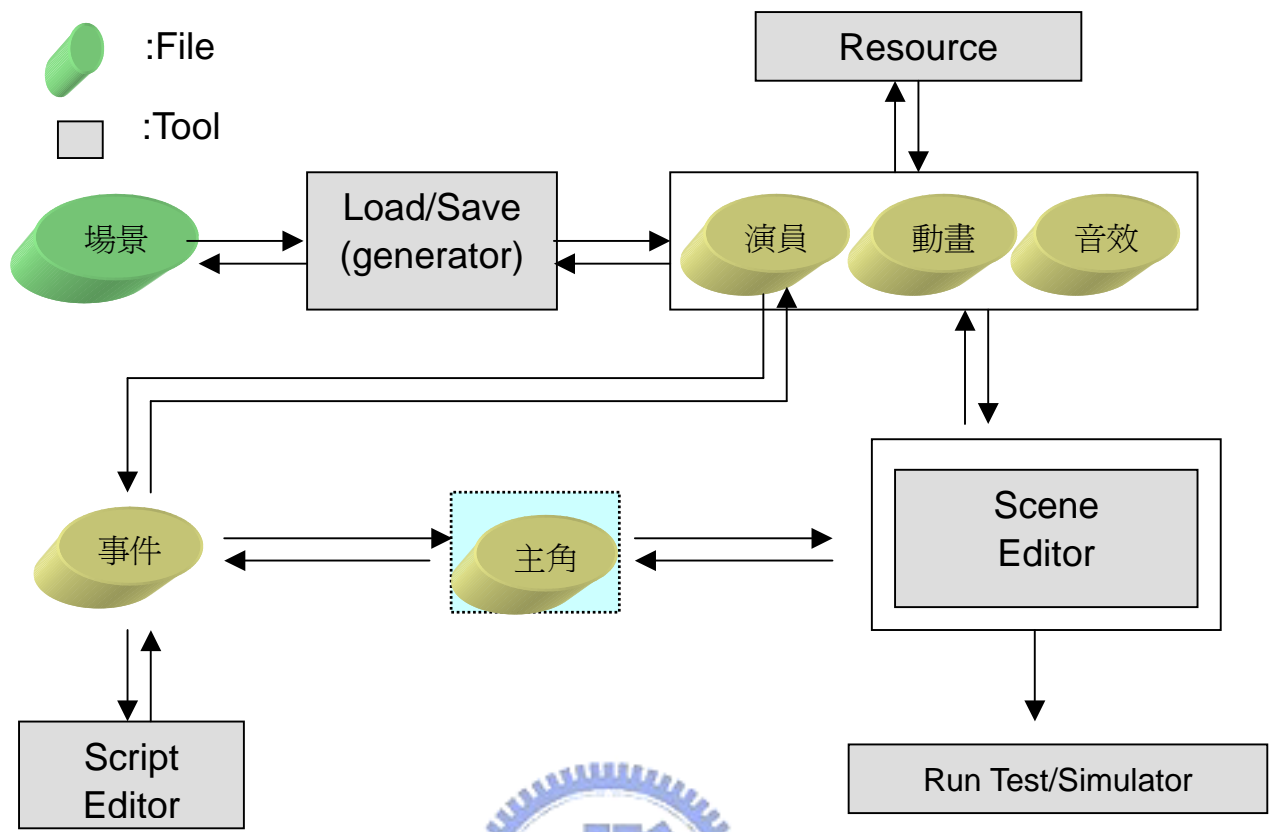 :File
:Tool
Resource
場景
Load/Save
(generator)
演員
動畫
音效
事件
主角
Scene
Editor
Script
Editor
Run Test/Simulator